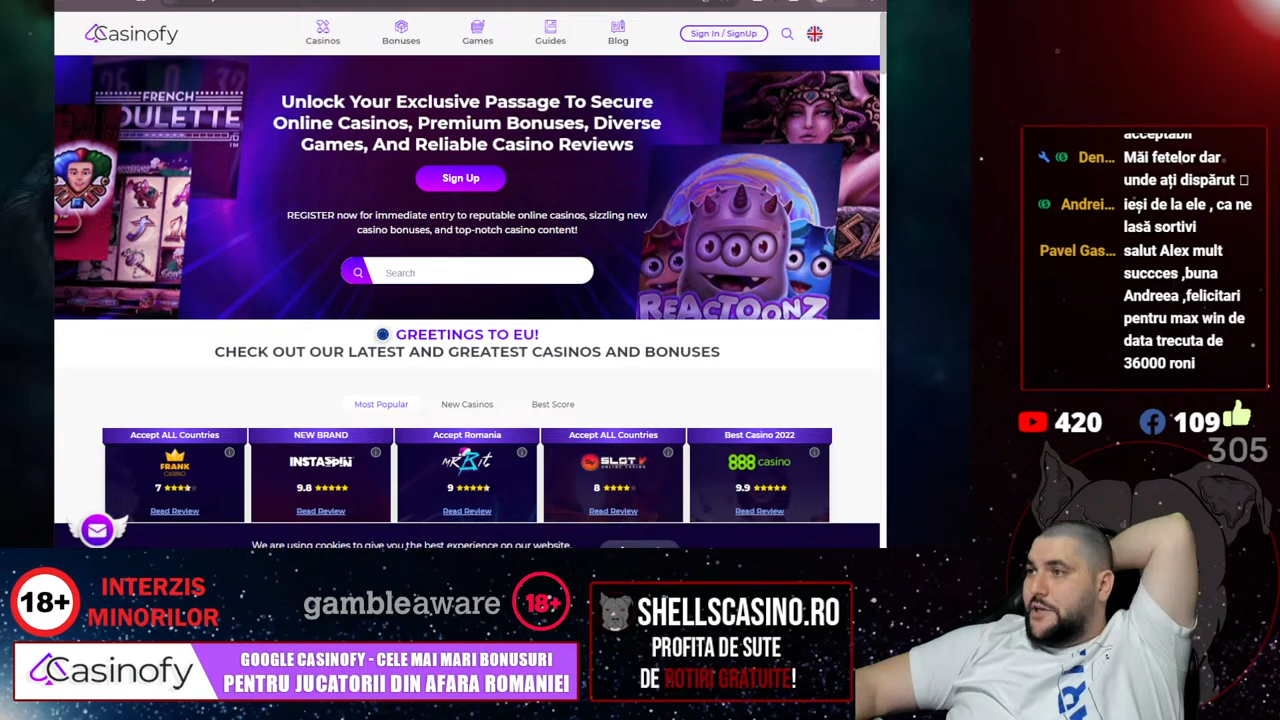 Casinofy
Casinos
Bonuses
Games
Guides
Blog
Sign In / SignUp
FRENCH
ROULETTE
Unlock Your Exclusive Passage To Secure
Online Casinos, Premium Bonuses, Diverse
Games, And Reliable Casino Reviews
Sign Up
REGISTER now for immediate entry to reputable online casinos, sizzling new
casino bonuses, and top-notch casino content!
Search
REACTOONZ
GREETINGS TO EU!
CHECK OUT OUR LATEST AND GREATEST CASINOS AND BONUSES
Most Popular
New Casinos
Best Score
Accept ALL Countries
NEW BRAND
Accept Romania
Accept ALL Countries
Best Casino 2022
FRANK
CASINO
INSTASPIN
MRBIT
SLOT V
ONLINE CASINO
888casino
7
9.8
9
8
9.9
Read Review
Read Review
Read Review
Read Review
Read Review
We are using cookies to give you the best experience on our website.
acceptabil
Den... Măi fetelor dar
unde ați dispărut
Andrei... ieși de la ele , ca ne
lasă sortivi
Pavel Gas... salut Alex mult
succces ,buna
Andreea ,felicitari
pentru max win de
data trecuta de
36000 roni
420
109
305
18+
INTERZIS
MINORILOR
gambleaware
18+
Casinofy
GOOGLE CASINOFY - CELE MAI MARI BONUSURI
PENTRU JUCATORII DIN AFARA ROMANIEI
SHELLSCASINO.RO
PROFITA DE SUTE
DE ROTIRI GRATUITE!